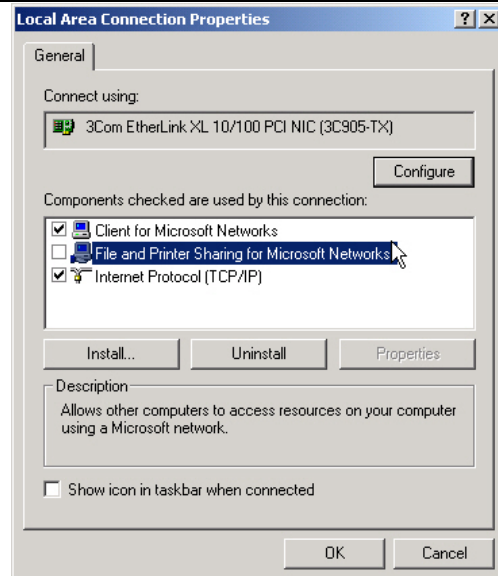 Local Area Connection Properties
General
Connect using:
3Com EtherLink XL 10/100 PCI NIC (3C905-TX)
Configure
Components checked are used by this connection:
Client for Microsoft Networks
File and Printer Sharing for Microsoft Networks
Internet Protocol (TCP/IP)
Install... Uninstall Properties
Description
Allows other computers to access resources on your computer
using a Microsoft network.
Show icon in taskbar when connected
OK Cancel